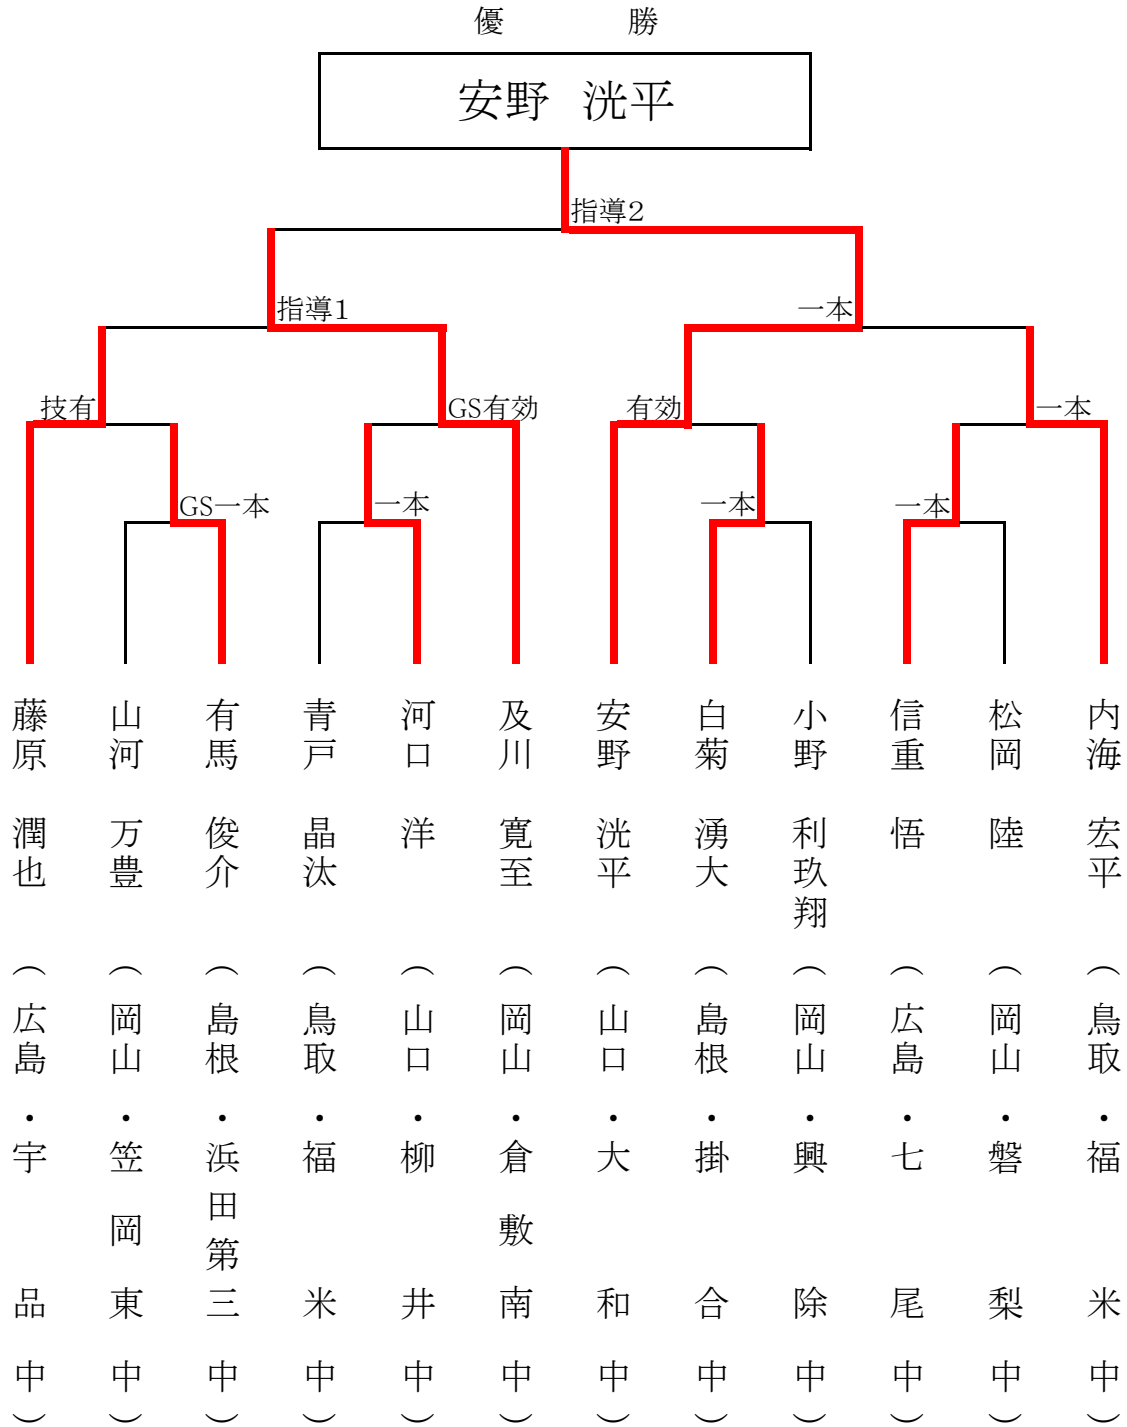 優　勝
安野　洸平
指導2
指導1
一本
技有
GS有効
有効
一本
GS一本
一本
一本
一本
藤原　潤也（広島・宇品中）
山河　万豊（岡山・笠岡東中）
有馬　俊介（島根・浜田第三中）
青戸　晶汰（鳥取・福米中）
河口　洋（山口・柳井中）
及川　寛至（岡山・倉敷南中）
安野　洸平（山口・大和中）
白菊　湧大（島根・掛合中）
小野　利玖翔（岡山・興除中）
信重　悟（広島・七尾中）
松岡　陸（岡山・磐梨中）
内海　宏平（鳥取・福米中）